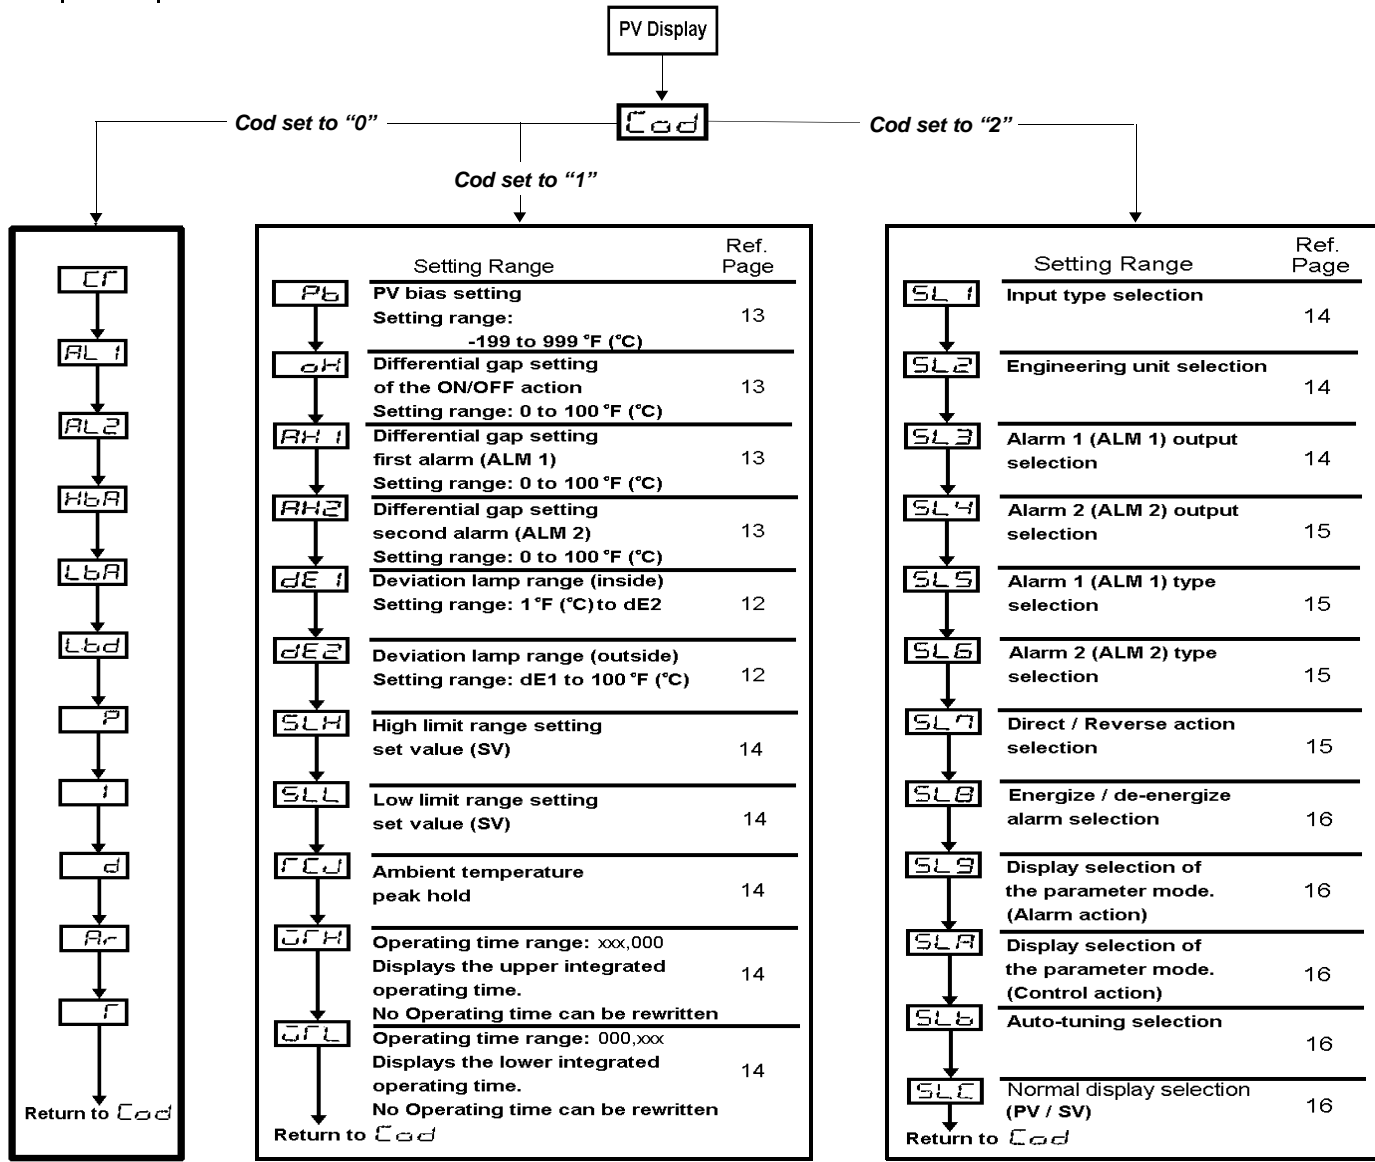 PV Display
Cod
Cod set to “0”
Cod set to “1”
Cod set to “2”
CT
AL 1
AL2
HbA
LbA
Lbd
P
I
d
Ar
T
Return to Cod
Setting Range
Ref.
Page
Pb
PV bias setting
Setting range:
-199 to 999 °F (°C)
13
oH
Differential gap setting
of the ON/OFF action
Setting range: 0 to 100 °F (°C)
13
AH 1
Differential gap setting
first alarm (ALM 1)
Setting range: 0 to 100 °F (°C)
13
AH2
Differential gap setting
second alarm (ALM 2)
Setting range: 0 to 100 °F (°C)
13
dE 1
Deviation lamp range (inside)
Setting range: 1 °F (°C) to dE2
12
dE2
Deviation lamp range (outside)
Setting range: dE1 to 100 °F (°C)
12
SLH
High limit range setting
set value (SV)
14
SLL
Low limit range setting
set value (SV)
14
TCJ
Ambient temperature
peak hold
14
Operating time range: xxx,000
Displays the upper integrated
operating time.
No Operating time can be rewritten
14
Operating time range: 000,xxx
Displays the lower integrated
operating time.
No Operating time can be rewritten
14
Return to Cod
Setting Range
Ref.
Page
SL 1
Input type selection
14
SL2
Engineering unit selection
14
SL3
Alarm 1 (ALM 1) output
selection
14
SL4
Alarm 2 (ALM 2) output
selection
15
SL5
Alarm 1 (ALM 1) type
selection
15
SL6
Alarm 2 (ALM 2) type
selection
15
SL7
Direct / Reverse action
selection
15
SL8
Energize / de-energize
alarm selection
16
SL9
Display selection of
the parameter mode.
(Alarm action)
16
SLA
Display selection of
the parameter mode.
(Control action)
16
SLb
Auto-tuning selection
16
SLC
Normal display selection
(PV / SV)
16
Return to Cod